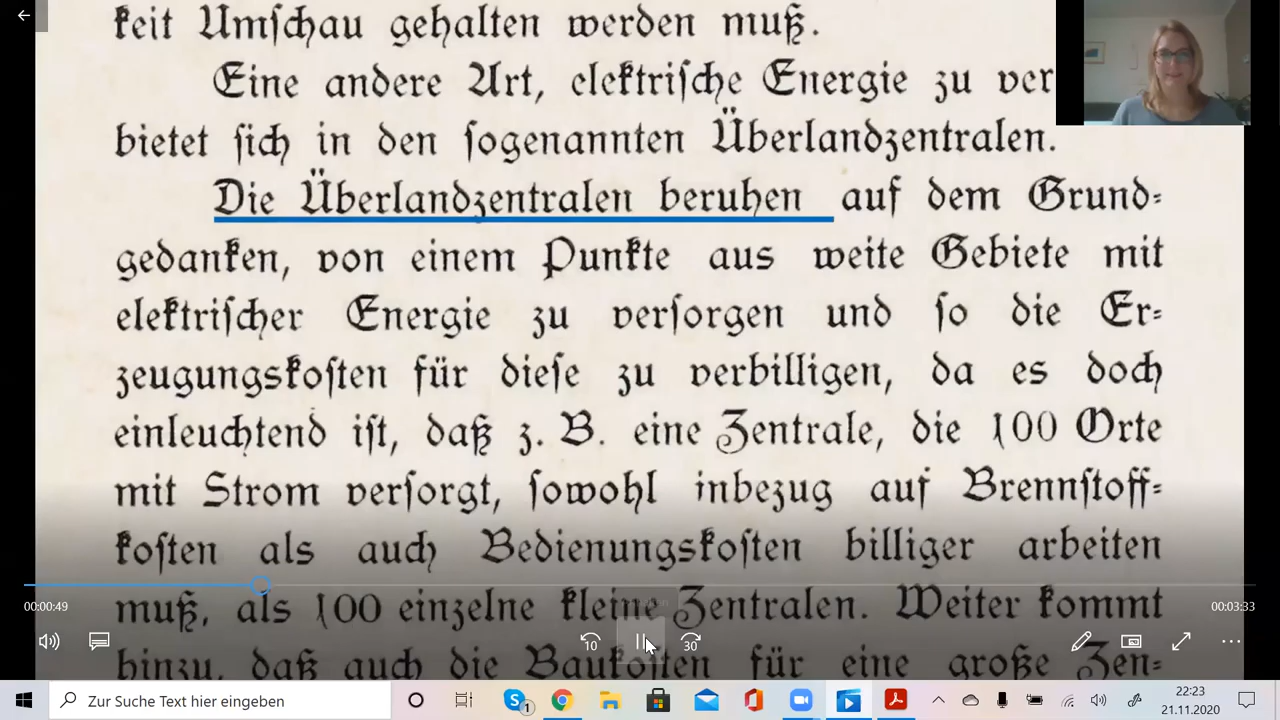 keit Umschau gehalten werden muß.
Eine andere Art, elektrische Energie zu ver
bietet sich in den sogenannten Überlandzentralen.
Die Überlandzentralen beruhen auf dem Grund-
gedanken, von einem Punkte aus weite Gebiete mit
elektrischer Energie zu versorgen und so die Er-
zeugungskosten für diese zu verbilligen, da es doch
einleuchtend ist, daß z. B. eine Zentrale, die 100 Orte
mit Strom versorgt, sowohl inbezug auf Brennstoff-
kosten als auch Bedienungskosten billiger arbeiten
00:00:49
00:03:33
muß, als 100 einzelne kleine Zentralen. Weiter kommt
10
30
hinzu, daß auch die Baukosten für eine große Zen-
Zur Suche Text hier eingeben
1
22:23
21.11.2020